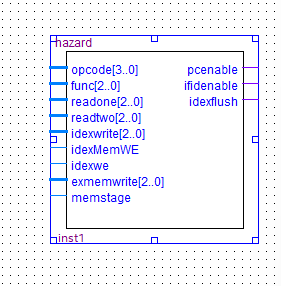 hazard
opcode[3..0] pcenable
func[2..0] ifidenable
readone[2..0] idexflush
readtwo[2..0]
idexwrite[2..0]
idexMemWE
idexwe
exmemwrite[2..0]
memstage
inst1